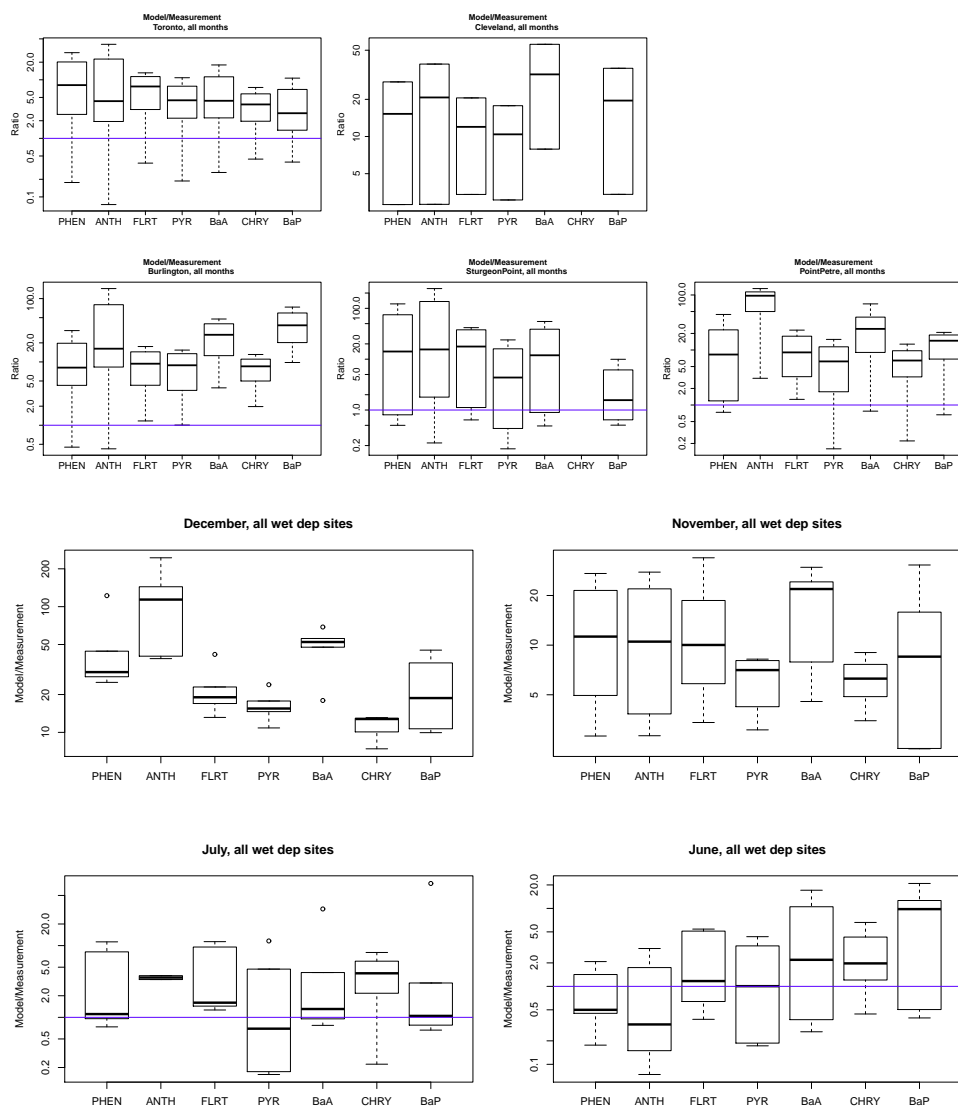 Model/Measurement
Toronto, all months
Ratio
20.0
5.0
2.0
0.5
0.1
PHEN ANTH FLRT PYR BaA CHRY BaP
Model/Measurement
Cleveland, all months
Ratio
50
20
10
5
PHEN ANTH FLRT PYR BaA CHRY BaP
Model/Measurement
Burlington, all months
Ratio
100.0
20.0
5.0
2.0
0.5
PHEN ANTH FLRT PYR BaA CHRY BaP
Model/Measurement
SturgeonPoint, all months
Ratio
100.0
20.0
5.0
1.0
0.2
PHEN ANTH FLRT PYR BaA CHRY BaP
Model/Measurement
PointPetre, all months
Ratio
100.0
20.0
5.0
2.0
0.5
0.2
PHEN ANTH FLRT PYR BaA CHRY BaP
December, all wet dep sites
Model/Measurement
200
100
50
20
10
PHEN ANTH FLRT PYR BaA CHRY BaP
November, all wet dep sites
Model/Measurement
20
10
5
PHEN ANTH FLRT PYR BaA CHRY BaP
July, all wet dep sites
Model/Measurement
20.0
5.0
2.0
0.5
0.2
PHEN ANTH FLRT PYR BaA CHRY BaP
June, all wet dep sites
Model/Measurement
20.0
5.0
2.0
0.5
0.1
PHEN ANTH FLRT PYR BaA CHRY BaP